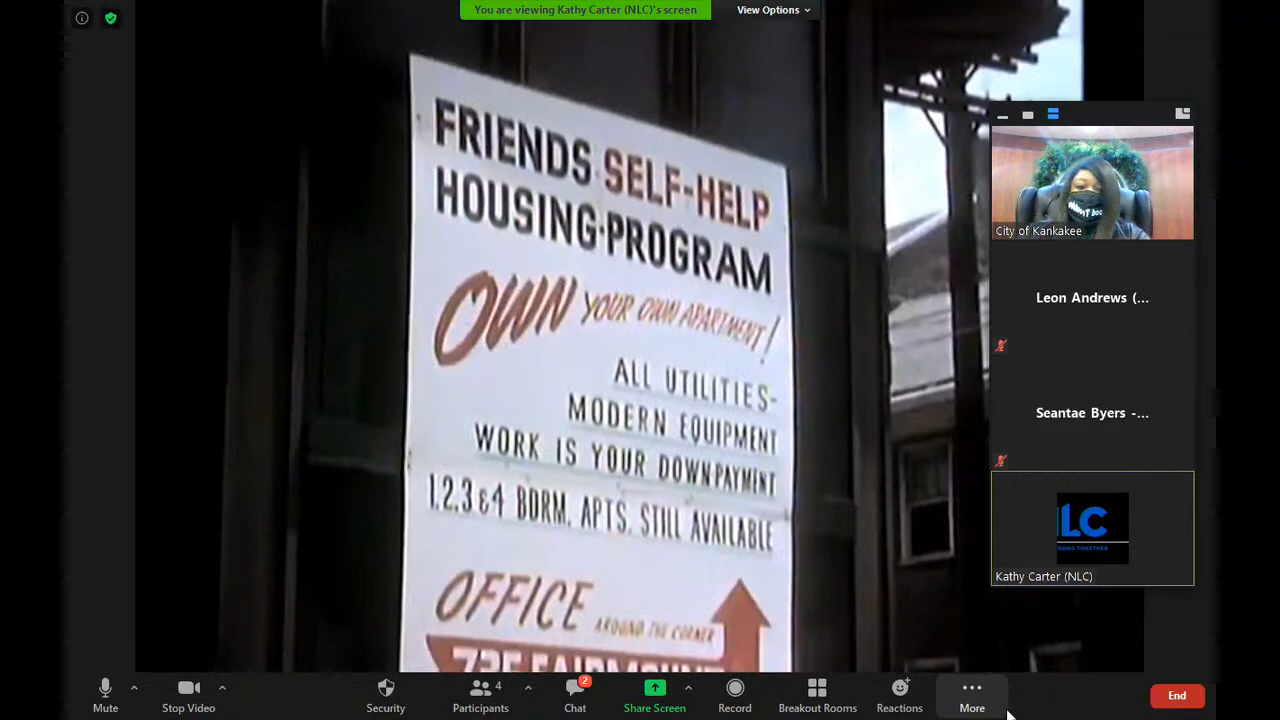 You are viewing Kathy Carter (NLC)'s screen
View Options
FRIENDS SELF-HELP
HOUSING-PROGRAM
OWN YOUR OWN APARTMENT!
ALL UTILITIES-
MODERN EQUIPMENT
WORK IS YOUR DOWNPAYMENT
1,2,3 & 4 BDRM. APTS. STILL AVAILABLE
OFFICE AROUND THE CORNER
FAIRMOUNT
City of Kankakee
Leon Andrews (...
Seantae Byers -...
Kathy Carter (NLC)
Mute
Stop Video
Security
4
Participants
2
Chat
Share Screen
Record
Breakout Rooms
Reactions
More
End